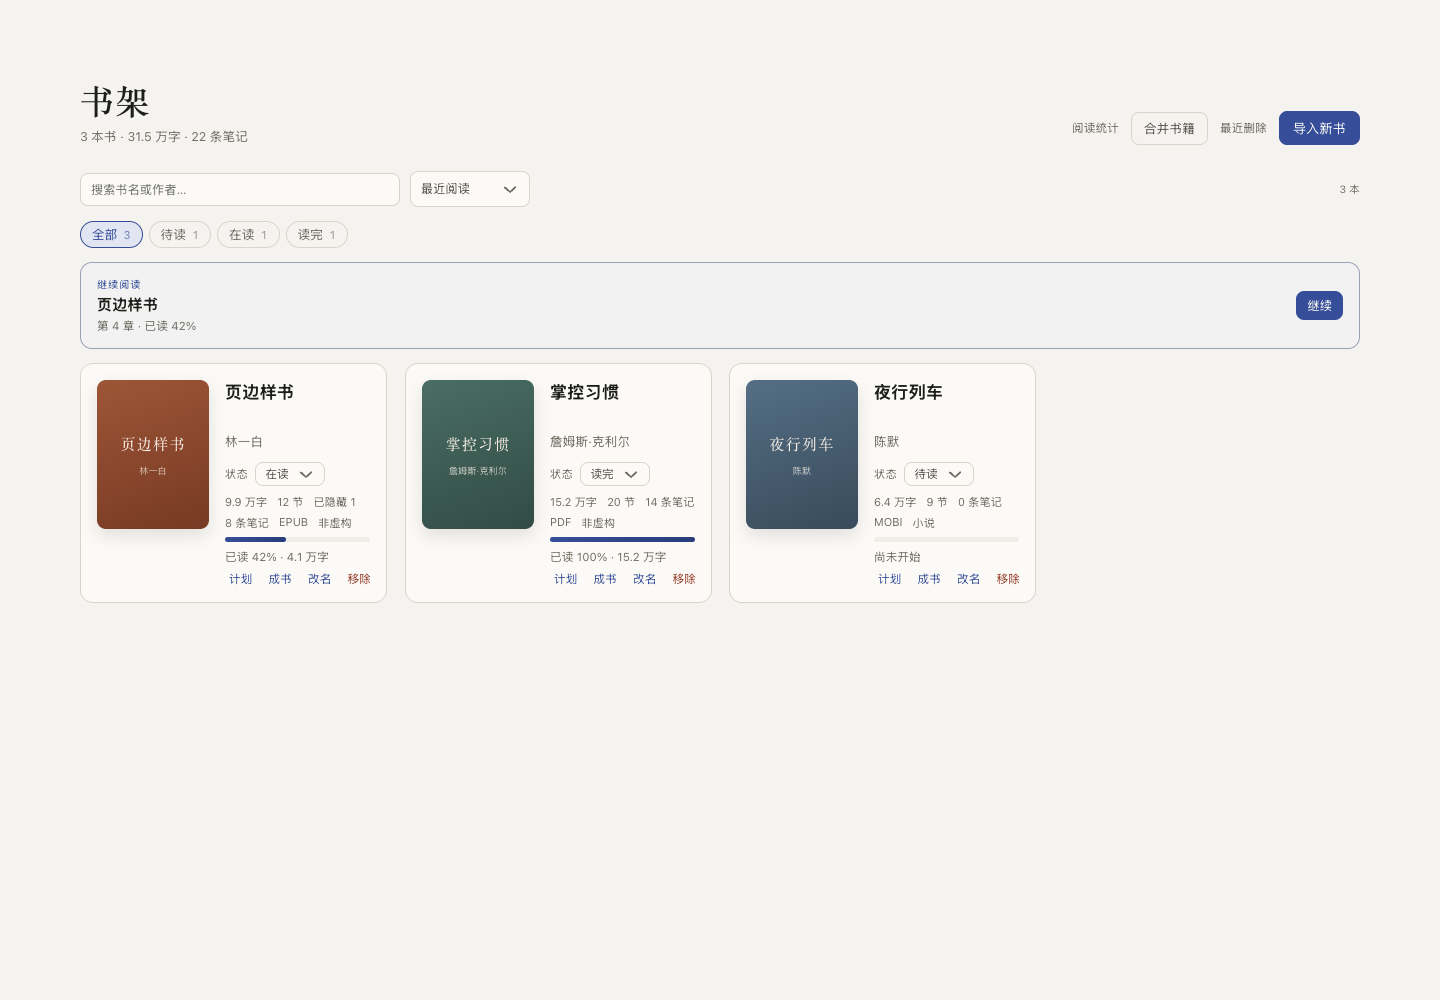 书架
3 本书 · 31.5 万字 · 22 条笔记
阅读统计
合并书籍
最近删除
导入新书
搜索书名或作者...
最近阅读
3 本
全部 3
待读 1
在读 1
读完 1
继续阅读
页边样书
第 4 章 · 已读 42%
继续
页边样书
林一白
页边样书
林一白
状态 在读
9.9 万字 12 节 已隐藏 1
8 条笔记 EPUB 非虚构
已读 42% · 4.1 万字
计划 成书 改名 移除
掌控习惯
詹姆斯·克利尔
掌控习惯
詹姆斯·克利尔
状态 读完
15.2 万字 20 节 14 条笔记
PDF 非虚构
已读 100% · 15.2 万字
计划 成书 改名 移除
夜行列车
陈默
夜行列车
陈默
状态 待读
6.4 万字 9 节 0 条笔记
MOBI 小说
尚未开始
计划 成书 改名 移除